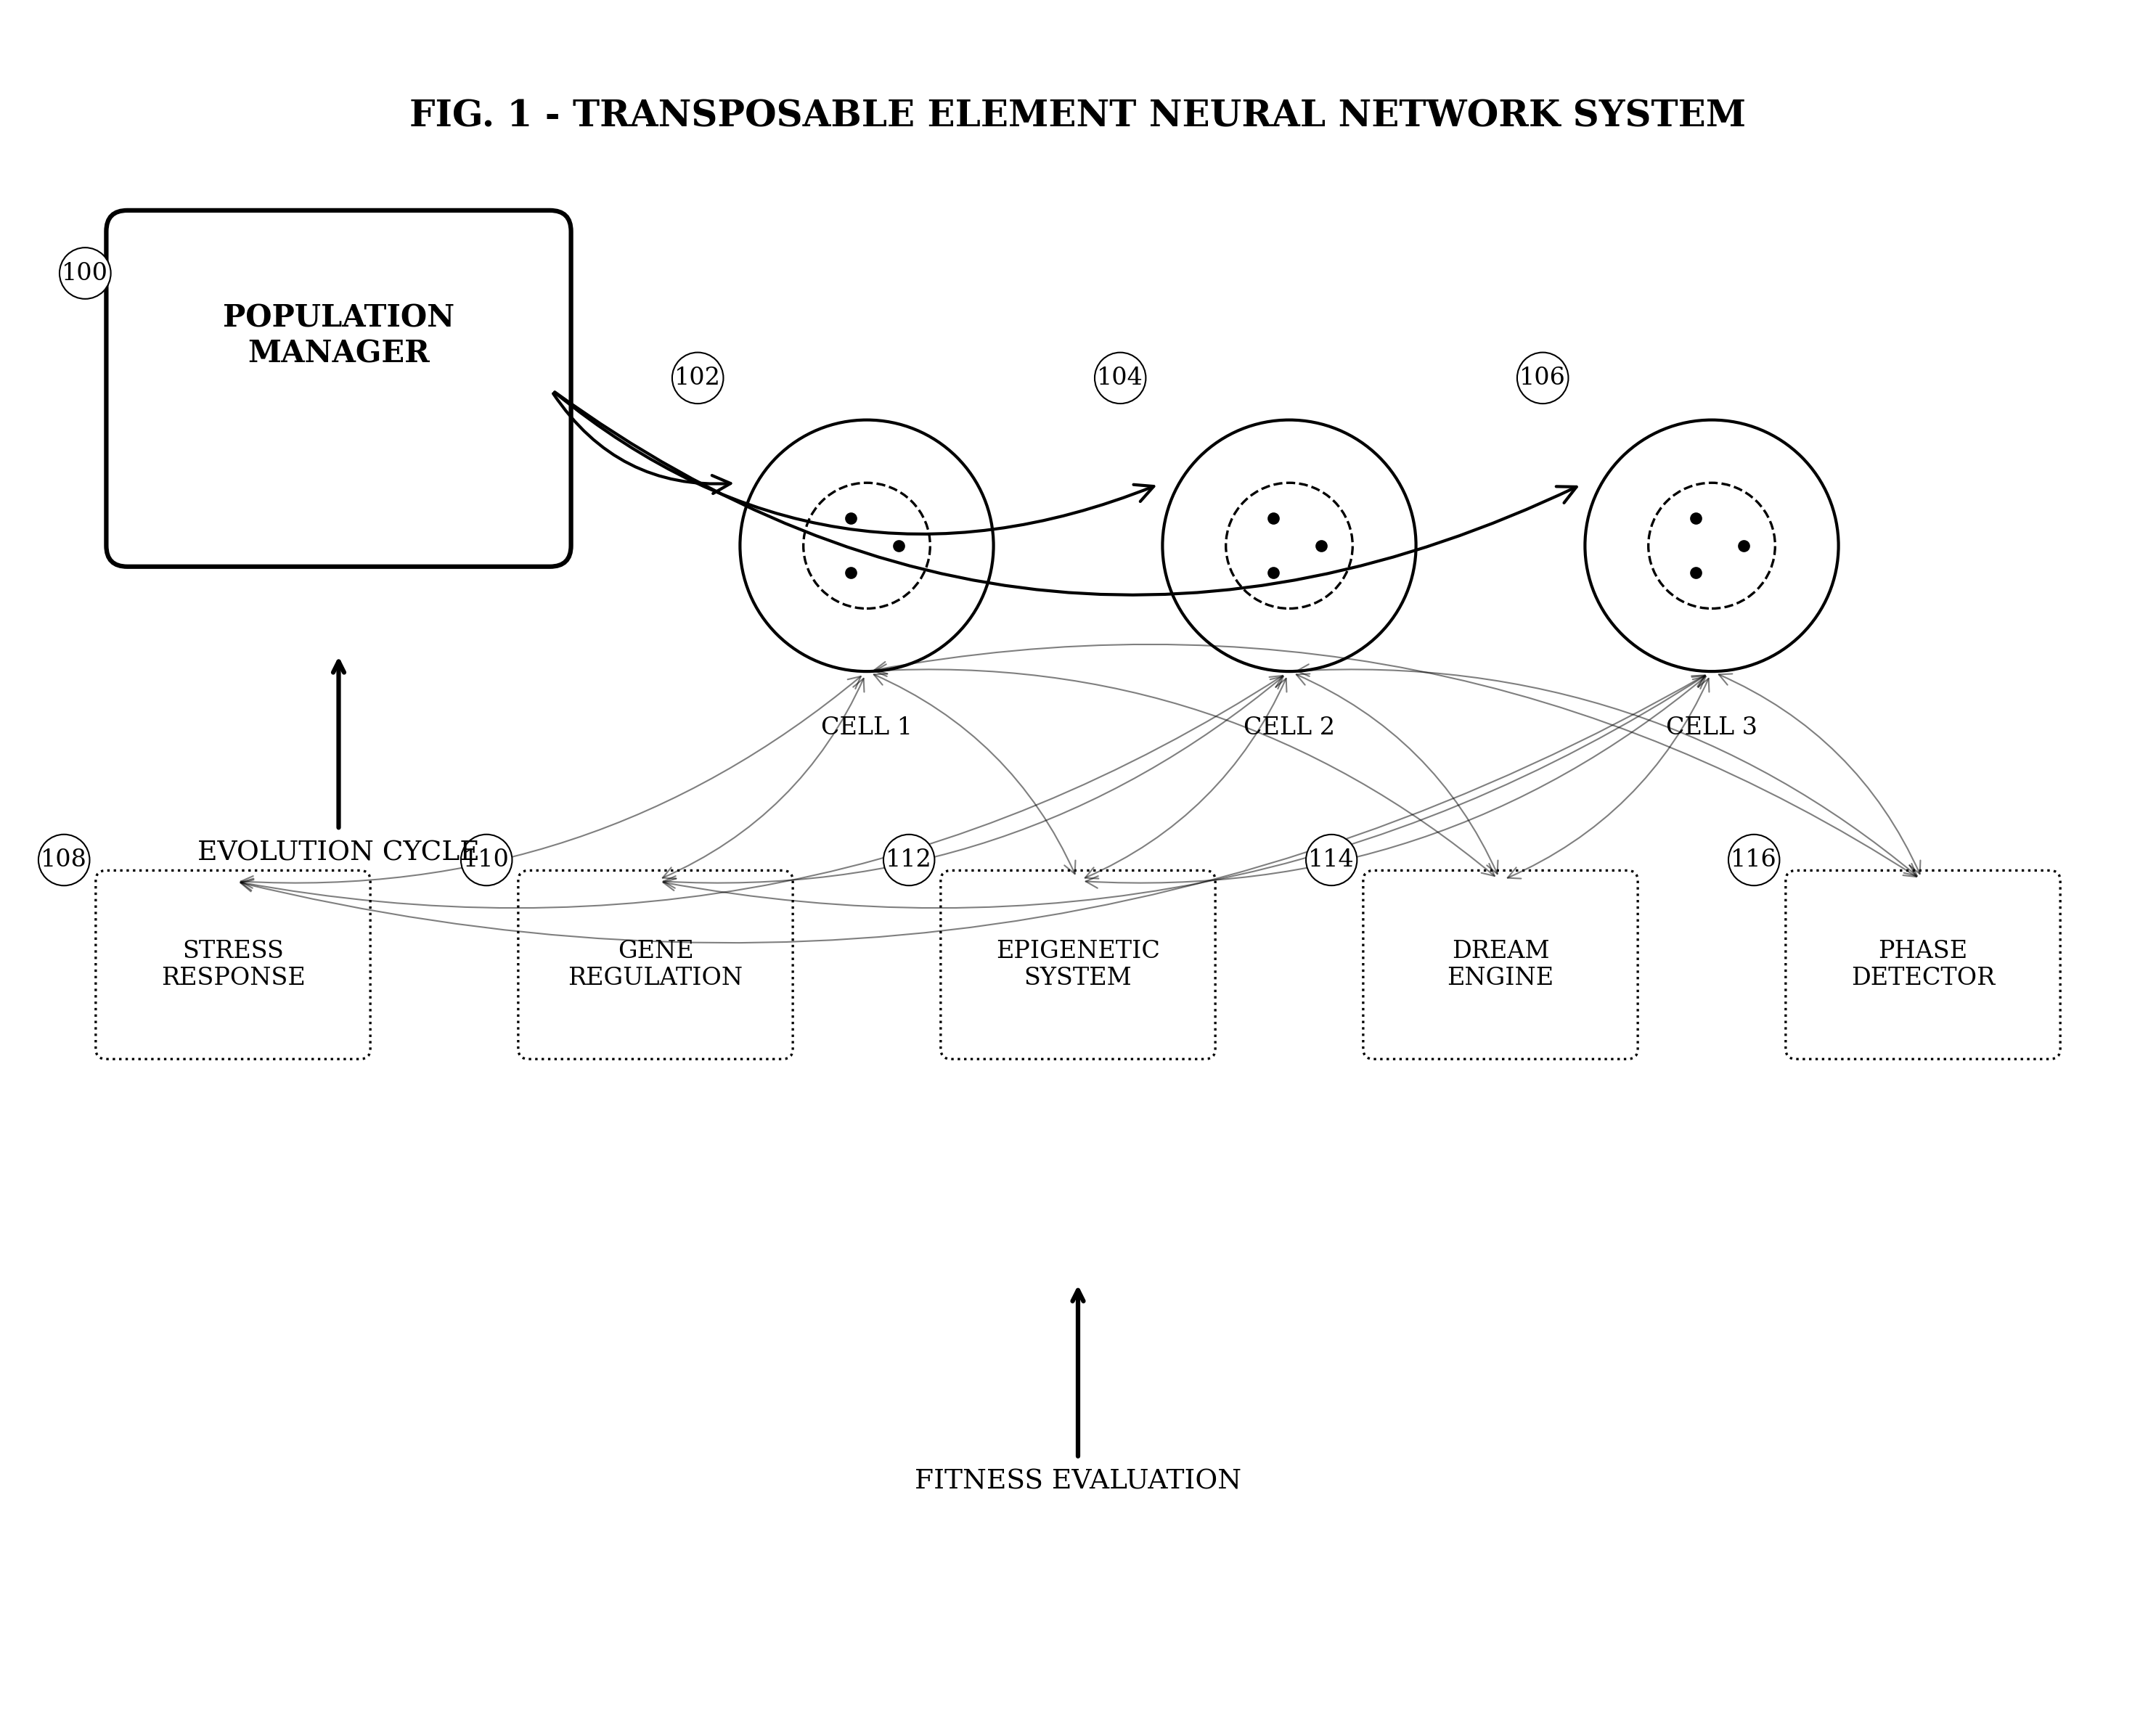 FIG. 1 - TRANSPOSABLE ELEMENT NEURAL NETWORK SYSTEM
100
POPULATION
MANAGER
102
104
106
CELL 1
CELL 2
CELL 3
EVOLUTION CYCLE
108
110
112
114
116
STRESS
RESPONSE
GENE
REGULATION
EPIGENETIC
SYSTEM
DREAM
ENGINE
PHASE
DETECTOR
FITNESS EVALUATION